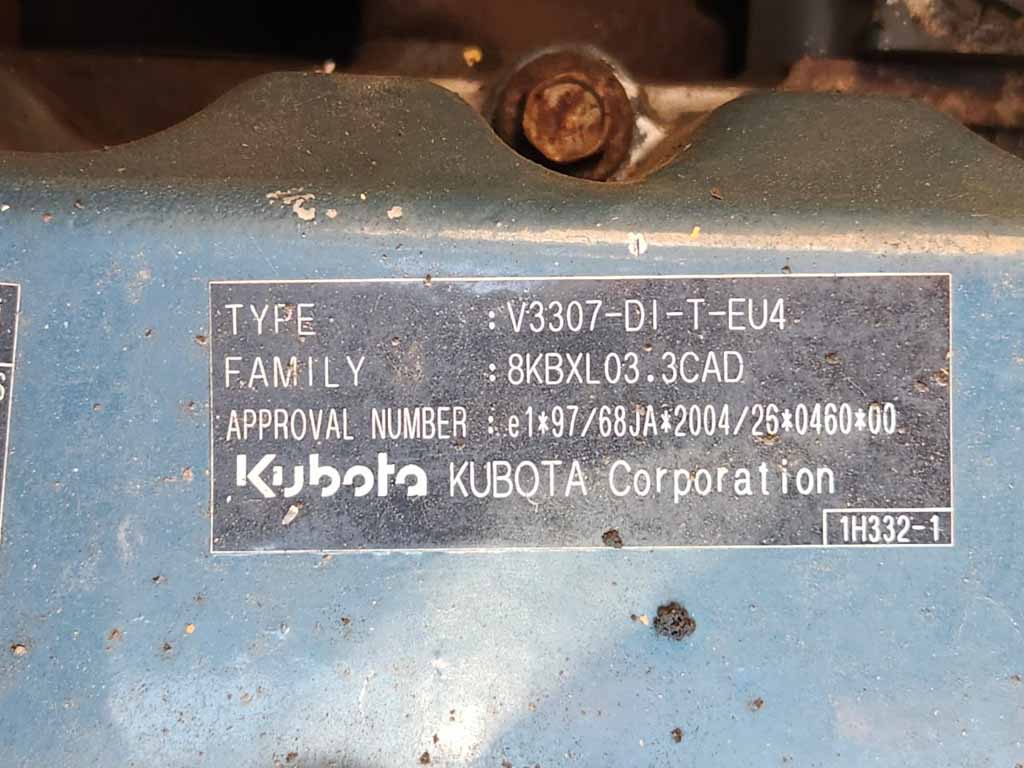 TYPE : V3307-DI-T-EU4
FAMILY : 8KBXL03.3CAD
APPROVAL NUMBER : e1*97/68JA*2004/26*0460*00
Kubota KUBOTA Corporation
1H332-1